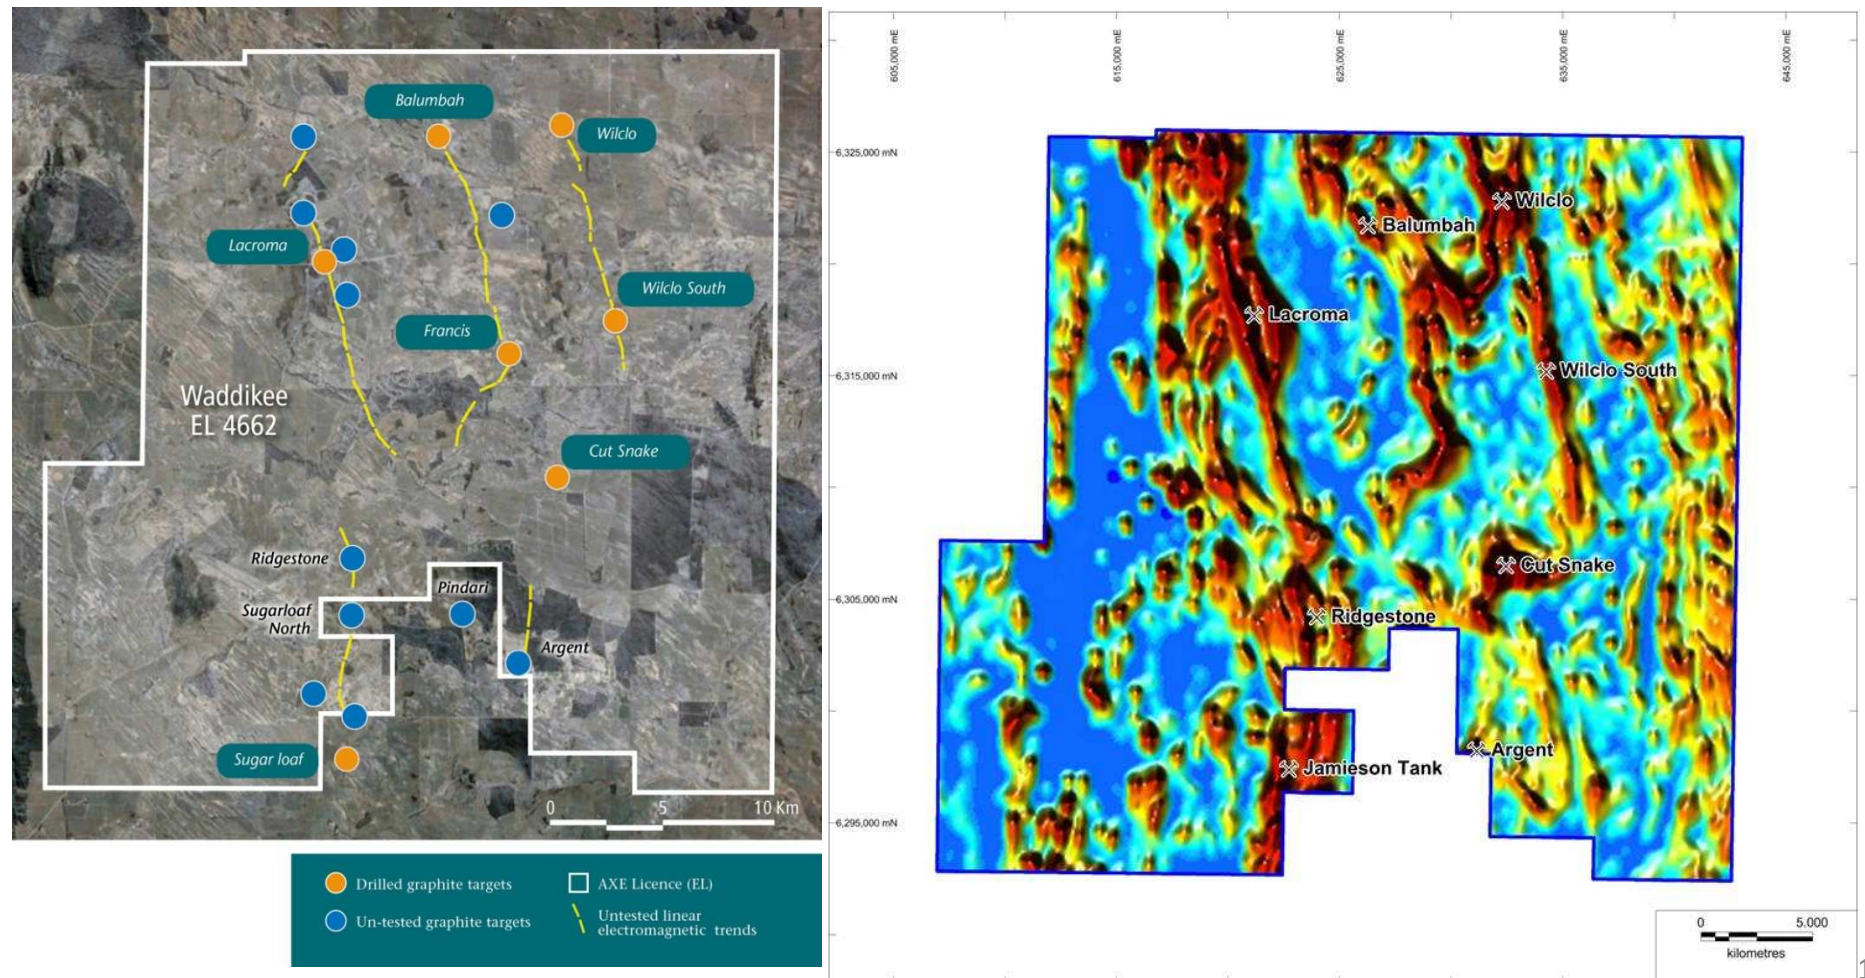 Balumbah
Wilclo
Lacroma
Wilclo South
Francis
Waddikee
EL 4662
Cut Snake
Ridgestone
Pindari
Sugarloaf
North
Argent
Sugar loaf
0 5 10 Km
Drilled graphite targets
AXE Licence (EL)
Un-tested graphite targets
Untested linear
electromagnetic trends
605,000 mE
615,000 mE
625,000 mE
635,000 mE
645,000 mE
6,325,000 mN
6,315,000 mN
6,305,000 mN
6,295,000 mN
Wilclo
Balumbah
Lacroma
Wilclo South
Cut Snake
Ridgestone
Argent
Jamieson Tank
0 5.000
kilometres
1